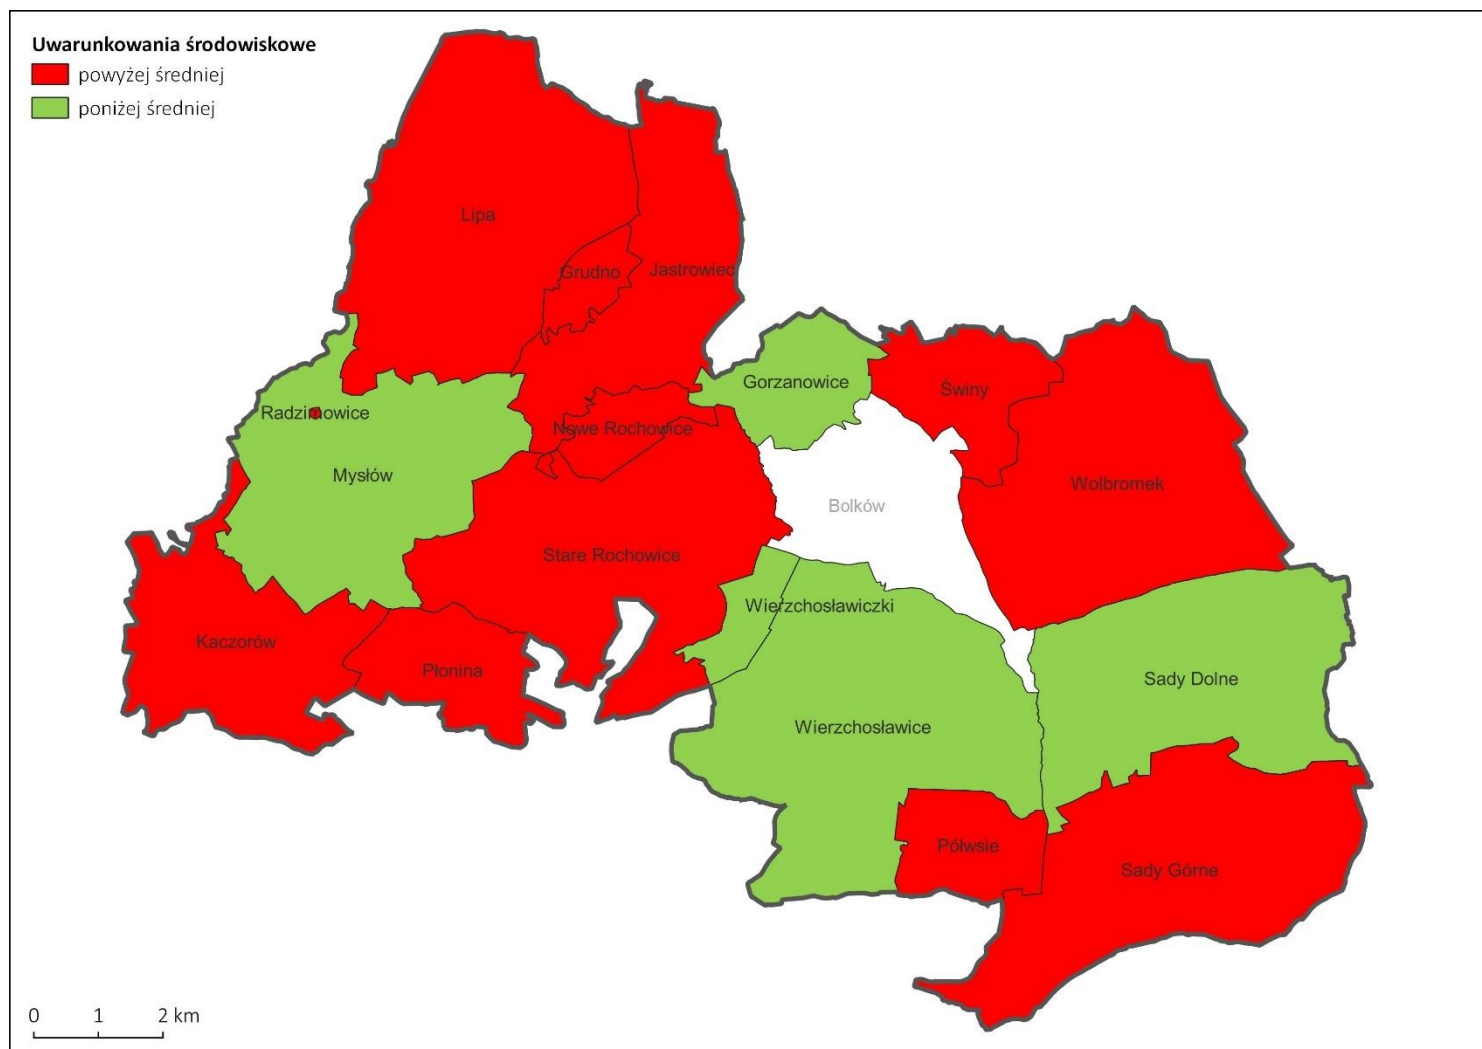 Uwarunkowania środowiskowe
powyżej średniej
poniżej średniej
Lipa
Grudno
Jastrowiec
Gorzanowice
Świny
Radzimowice
Nowe Rochowice
Mysłów
Wolbromek
Bolków
Stare Rochowice
Wierzchosławiczki
Kaczorów
Płonina
Sady Dolne
Wierzchosławice
Półwsie
Sady Górne
0 1 2 km